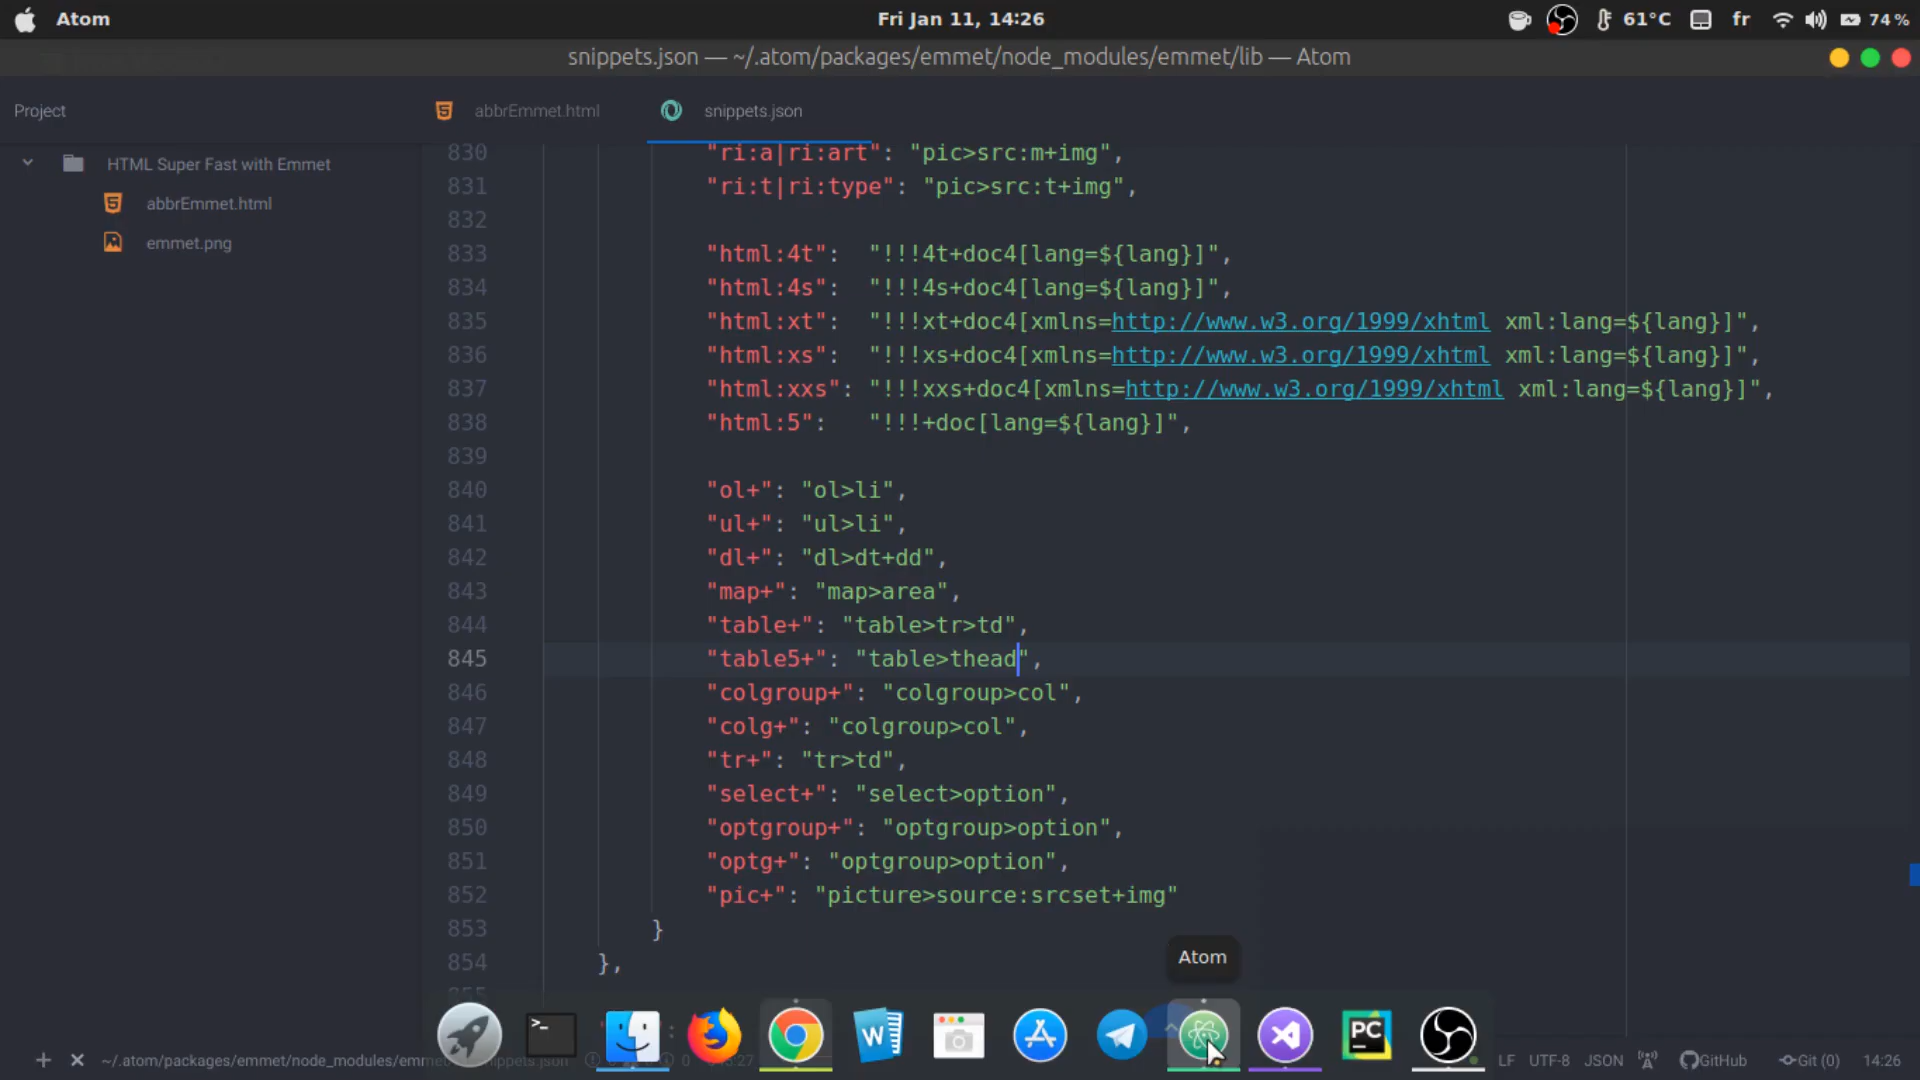 Atom
Fri Jan 11, 14:26
61°C
fr
74 %
snippets.json — ~/.atom/packages/emmet/node_modules/emmet/lib — Atom
Project
abbrEmmet.html
snippets.json
HTML Super Fast with Emmet
abbrEmmet.html
emmet.png
830 "ri:a|ri:art": "pic>src:m+img",
831 "ri:t|ri:type": "pic>src:t+img",
832
833 "html:4t":  "!!!4t+doc4[lang=${lang}]",
834 "html:4s":  "!!!4s+doc4[lang=${lang}]",
835 "html:xt":  "!!!xt+doc4[xmlns=http://www.w3.org/1999/xhtml xml:lang=${lang}]",
836 "html:xs":  "!!!xs+doc4[xmlns=http://www.w3.org/1999/xhtml xml:lang=${lang}]",
837 "html:xxs": "!!!xxs+doc4[xmlns=http://www.w3.org/1999/xhtml xml:lang=${lang}]",
838 "html:5":   "!!!+doc[lang=${lang}]",
839
840 "ol+": "ol>li",
841 "ul+": "ul>li",
842 "dl+": "dl>dt+dd",
843 "map+": "map>area",
844 "table+": "table>tr>td",
845 "table5+": "table>thead",
846 "colgroup+": "colgroup>col",
847 "colg+": "colgroup>col",
848 "tr+": "tr>td",
849 "select+": "select>option",
850 "optgroup+": "optgroup>option",
851 "optg+": "optgroup>option",
852 "pic+": "picture>source:srcset+img"
853 }
854 },
Atom
>_
W
PC
~/.atom/packages/emmet/node_modules/em
LF
UTF-8
JSON
GitHub
Git (0)
14:26